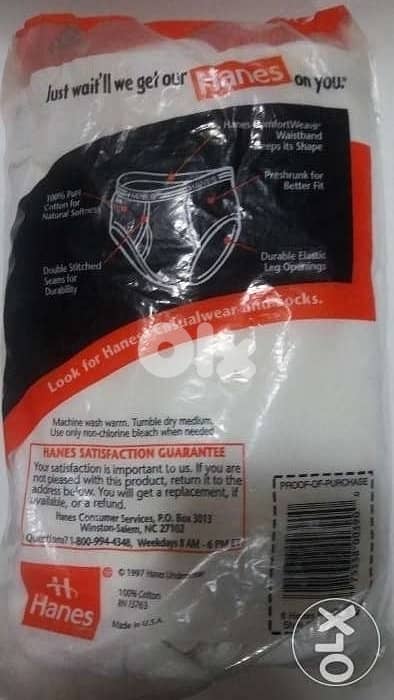 Just wait'll we get our Hanes on you.
Hanes ComfortWeave
Waistband
Keeps its Shape
100% Pure
Cotton for
Natural Softness
Preshrunk for
Better Fit
Double Stitched
Seams for
Durability
Durable Elastic
Leg Openings
Look for Hanes Casualwear and Socks.
olx
Machine wash warm. Tumble dry medium.
Use only non-chlorine bleach when needed
HANES SATISFACTION GUARANTEE
Your satisfaction is important to us. If you are
not pleased with this product, return it to the
address below. You will get a replacement, if
available, or a refund.
Hanes Consumer Services, P.O. Box 3013
Winston-Salem, NC 27102
Questions? 1-800-994-4348, Weekdays 8 AM - 6 PM ET
PROOF-OF-PURCHASE
Hanes
© 1997 Hanes Underwear
100% Cotton
RN 13765
Made in U.S.A.
OLX